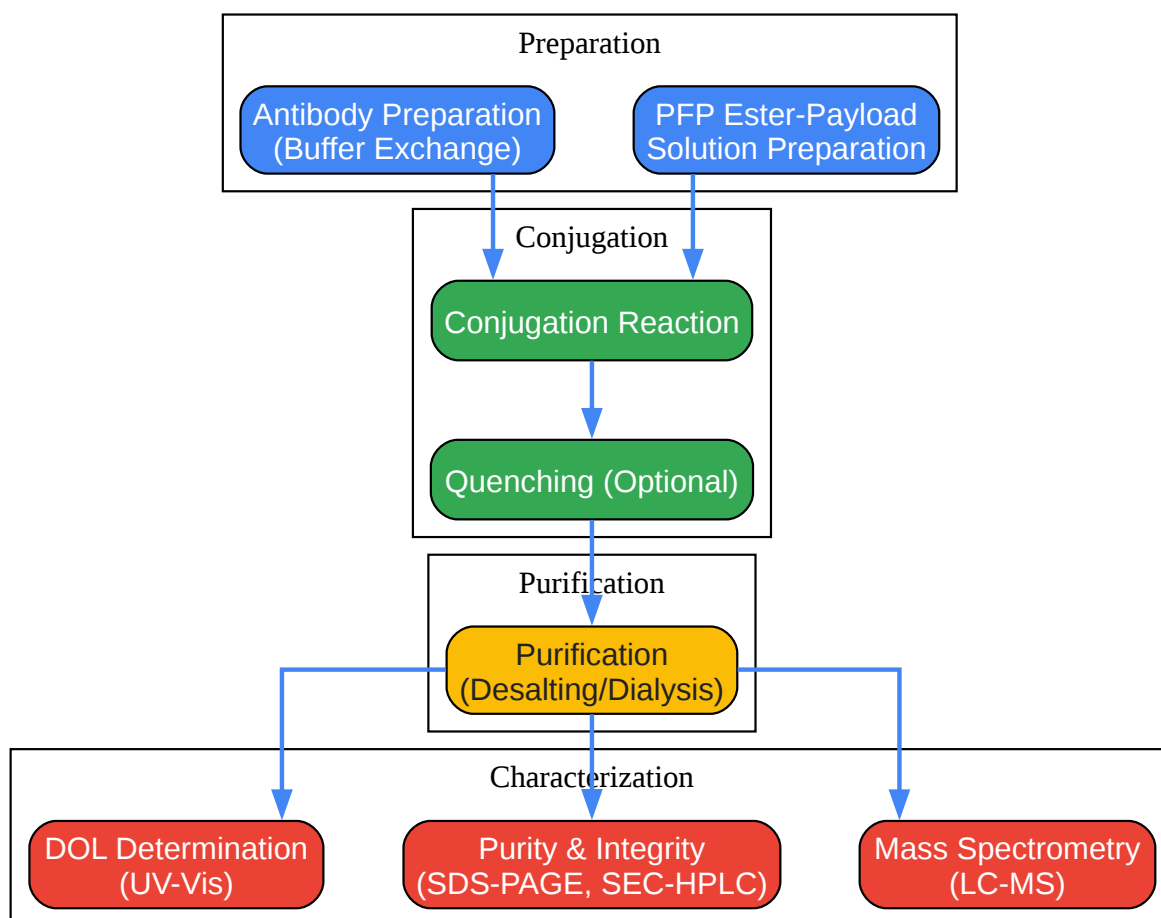 Preparation
Antibody Preparation
(Buffer Exchange)
PFP Ester-Payload
Solution Preparation
Conjugation
Conjugation Reaction
Quenching (Optional)
Purification
Purification
(Desalting/Dialysis)
Characterization
DOL Determination
(UV-Vis)
Purity & Integrity
(SDS-PAGE, SEC-HPLC)
Mass Spectrometry
(LC-MS)